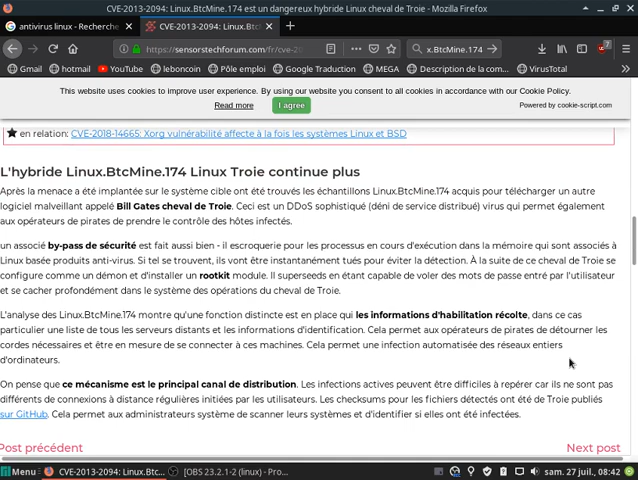 CVE-2013-2094: Linux.BtcMine.174 est un dangereux hybride Linux cheval de Troie - Mozilla Firefox
antivirus linux - Recherche
CVE-2013-2094: Linux.Bt
https://sensorstechforum.com/fr/cve-20
x.BtcMine.174
7
Gmail hotmail YouTube leboncoin Pôle emploi Google Traduction MEGA Description de la com... VirusTotal
This website uses cookies to improve user experience. By using our website you consent to all cookies in accordance with our Cookie Policy.
Read more I agree Powered by cookie-script.com
en relation: CVE-2018-14665: Xorg vulnérabilité affecte à la fois les systèmes Linux et BSD
L'hybride Linux.BtcMine.174 Linux Troie continue plus
Après la menace a été implantée sur le système cible ont été trouvés les échantillons Linux.BtcMine.174 acquis pour télécharger un autre
logiciel malveillant appelé Bill Gates cheval de Troie. Ceci est un DDoS sophistiqué (déni de service distribué) virus qui permet également
aux opérateurs de pirates de prendre le contrôle des hôtes infectés.
un associé by-pass de sécurité est fait aussi bien - il escroquerie pour les processus en cours d'exécution dans la mémoire qui sont associés à
Linux basée produits anti-virus. Si tel se trouvent, ils vont être instantanément tués pour éviter la détection. À la suite de ce cheval de Troie se
configure comme un démon et d'installer un rootkit module. Il superseeds en étant capable de voler des mots de passe entré par l'utilisateur
et se cacher profondément dans le système des opérations du cheval de Troie.
L'analyse des Linux.BtcMine.174 montre qu'une fonction distincte est en place qui les informations d'habilitation récolte, dans ce cas
particulier une liste de tous les serveurs distants et les informations d'identification. Cela permet aux opérateurs de pirates de détourner les
cordes nécessaires et être en mesure de se connecter à ces machines. Cela permet une infection automatisée des réseaux entiers
d'ordinateurs.
On pense que ce mécanisme est le principal canal de distribution. Les infections actives peuvent être difficiles à repérer car ils ne sont pas
différents de connexions à distance régulières initiées par les utilisateurs. Les checksums pour les fichiers détectés ont été de Troie publiés
sur GitHub. Cela permet aux administrateurs système de scanner leurs systèmes et d'identifier si elles ont été infectées.
Post précédent Next post
Menu CVE-2013-2094: Linux.Btc... [OBS 23.2.1-2 (linux) - Pro... sam. 27 juil., 08:42